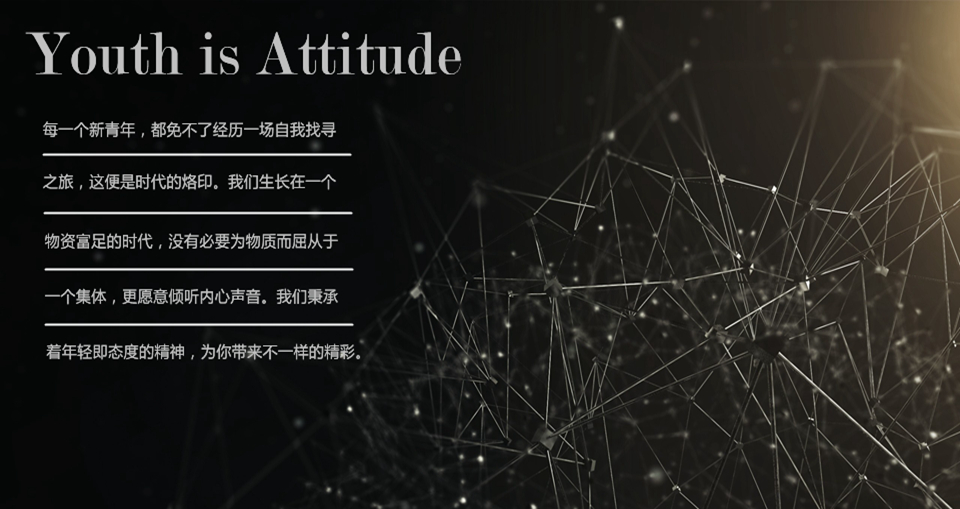 Youth is Attitude
每一个新青年，都免不了经历一场自我找寻
之旅，这便是时代的烙印。我们生长在一个
物资富足的时代，没有必要为物质而屈从于
一个集体，更愿意倾听内心声音。我们秉承
着年轻即态度的精神，为你带来不一样的精彩。